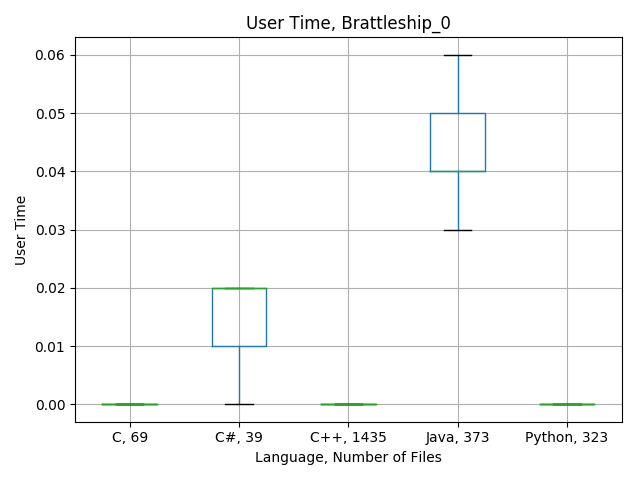 User Time, Brattleship_0
0.06
0.05
0.04
0.03
0.02
0.01
0.00
User Time
C, 69
C#, 39
C++, 1435
Java, 373
Python, 323
Language, Number of Files